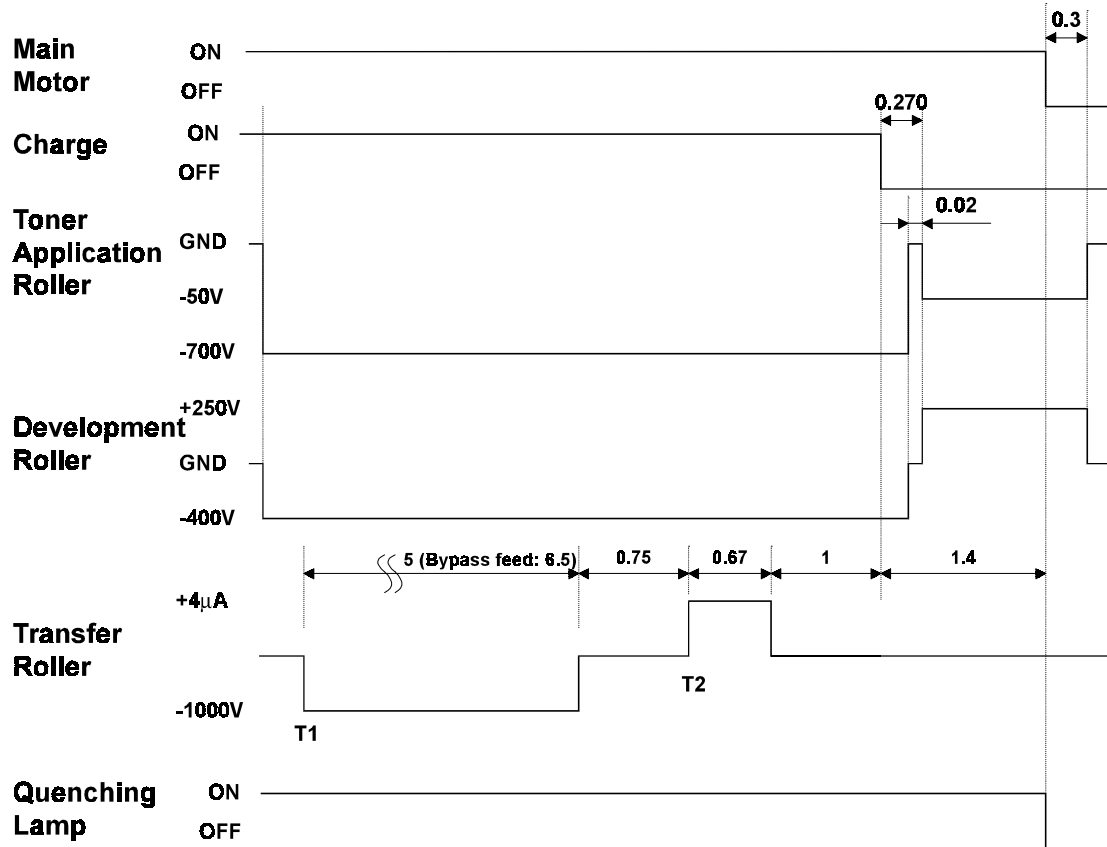 0.3
Main
Motor
ON
OFF
0.270
Charge
ON
OFF
0.02
Toner
Application
Roller
GND
-50V
-700V
Development
Roller
+250V
GND
-400V
5 (Bypass feed: 6.5)
0.75
0.67
1
1.4
+4μA
Transfer
Roller
T2
-1000V
T1
Quenching
Lamp
ON
OFF